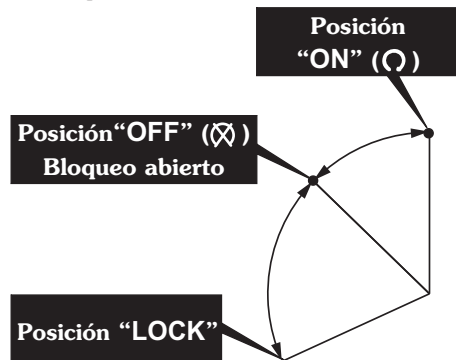 Posición
“ON” (Ω)
Posición“OFF” (⊗)
Bloqueo abierto
Posición “LOCK”